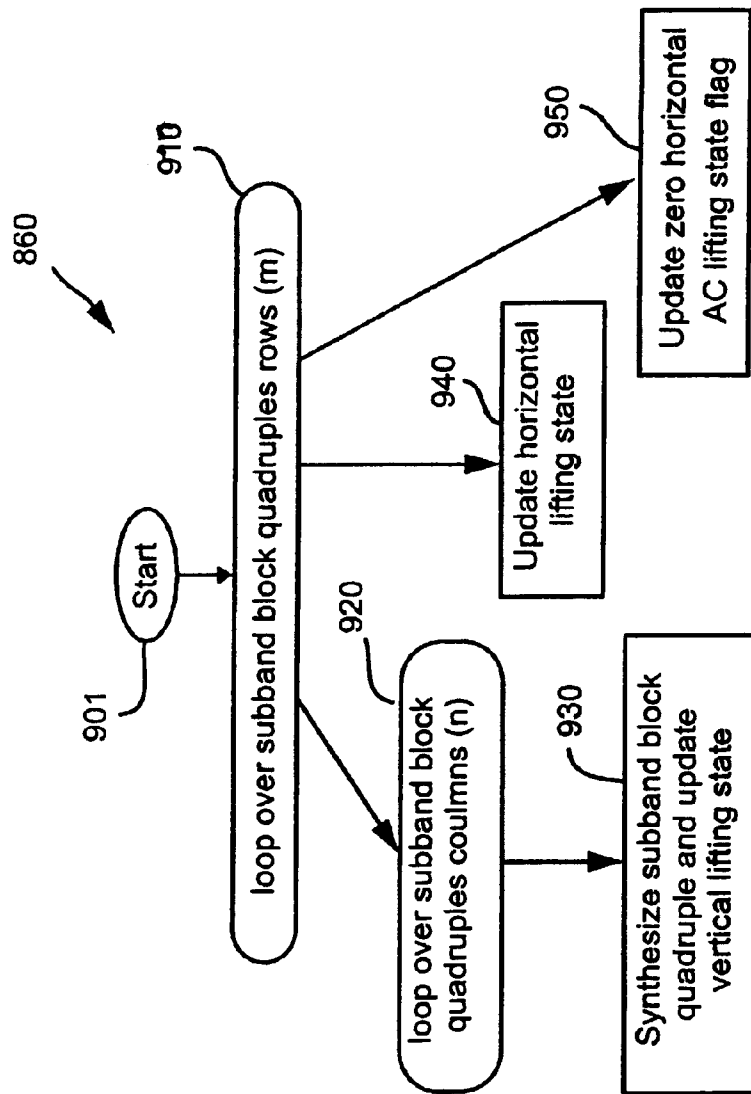 860
Start
901
910
loop over subband block quadruples rows (m)
920
loop over subband block
quadruples coulmns (n)
930
Synthesize subband block
quadruple and update
vertical lifting state
940
Update horizontal
lifting state
950
Update zero horizontal
AC lifting state flag